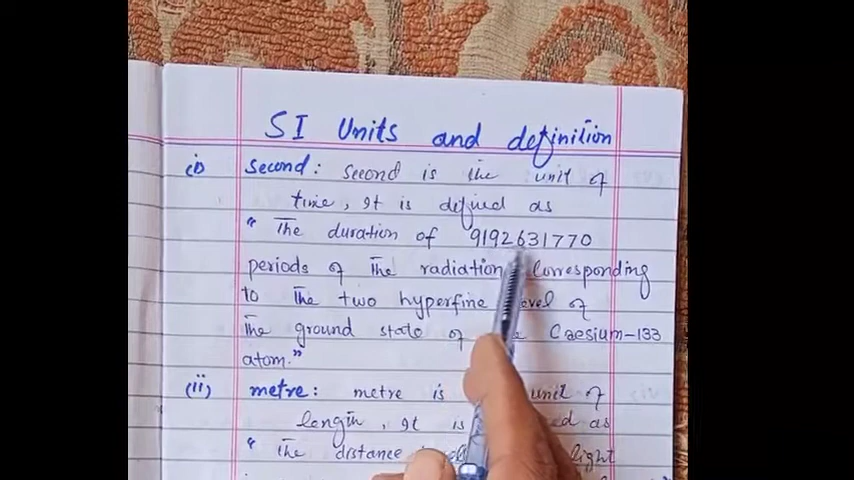 SI Units and definition
(i) Second: Second is the unit of
time, It is defined as
"The duration of 9192631770
periods of the radiation Corresponding
to the two hyperfine level of
the ground state of Caesium-133
atom."
(ii) metre: metre is unit of
length, It is as
"The distance light